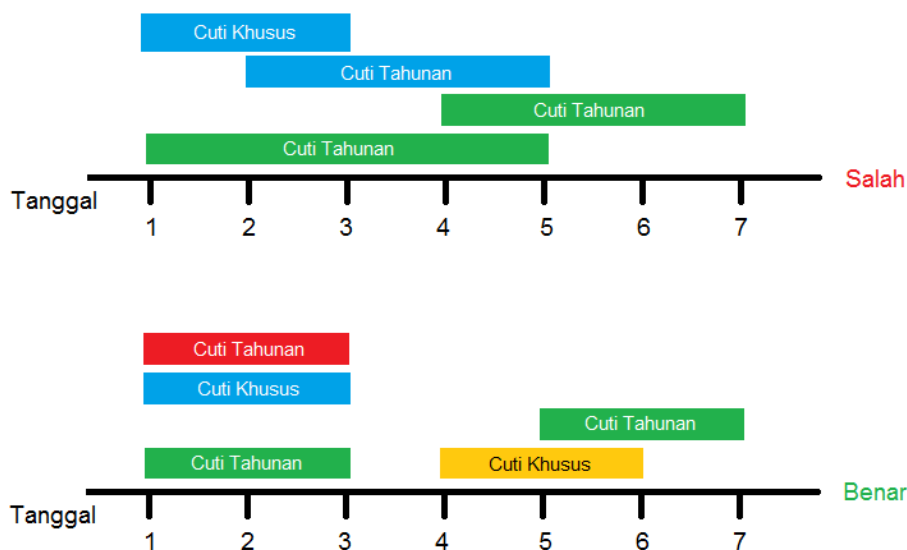 Cuti Khusus
Cuti Tahunan
Cuti Tahunan
Cuti Tahunan
Salah
Tanggal
1 2 3 4 5 6 7
Cuti Tahunan
Cuti Khusus
Cuti Tahunan
Cuti Tahunan Cuti Khusus
Benar
Tanggal
1 2 3 4 5 6 7